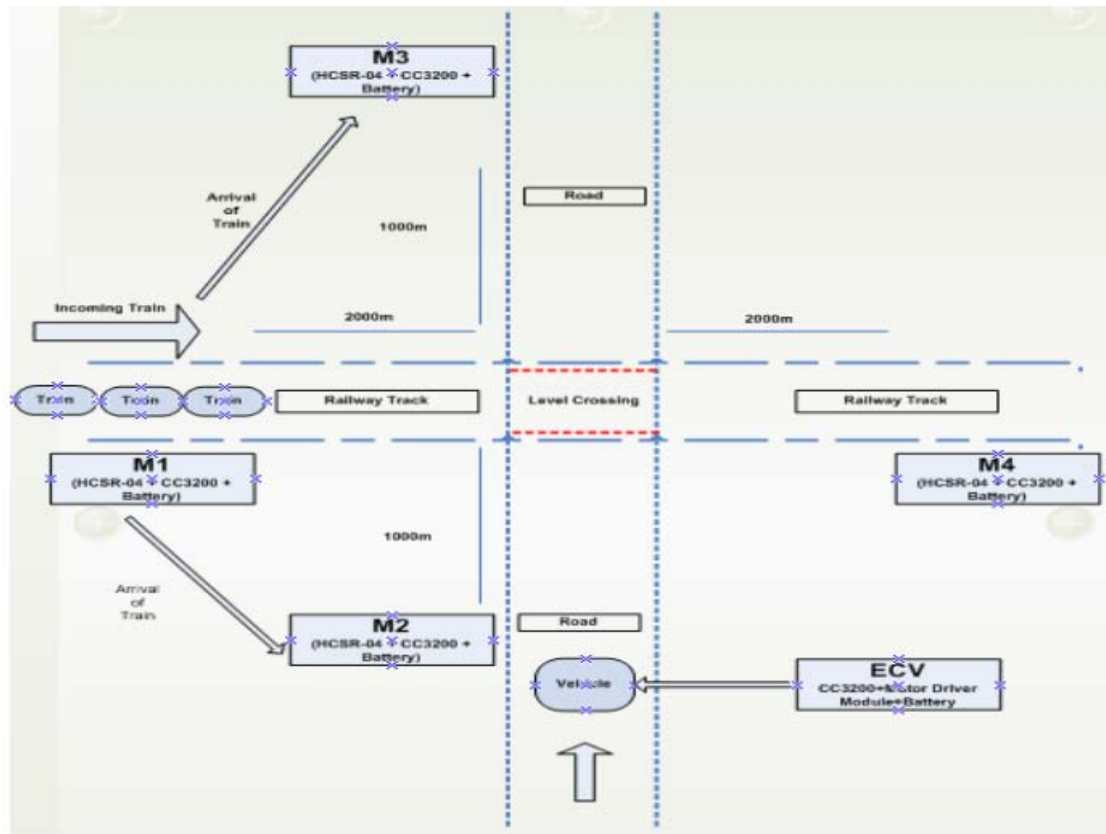 M3
(HCSR-04 + CC3200 +
Battery)
Road
Arrival
of
Train
1000m
Incoming Train
2000m
2000m
Train
Train
Train
Railway Track
Level Crossing
Railway Track
M1
(HCSR-04 + CC3200 +
Battery)
M4
(HCSR-04 + CC3200 +
Battery)
1000m
Arrival
of
Train
M2
(HCSR-04 + CC3200 +
Battery)
Road
Vehicle
ECV
CC3200+Motor Driver
Module+Battery